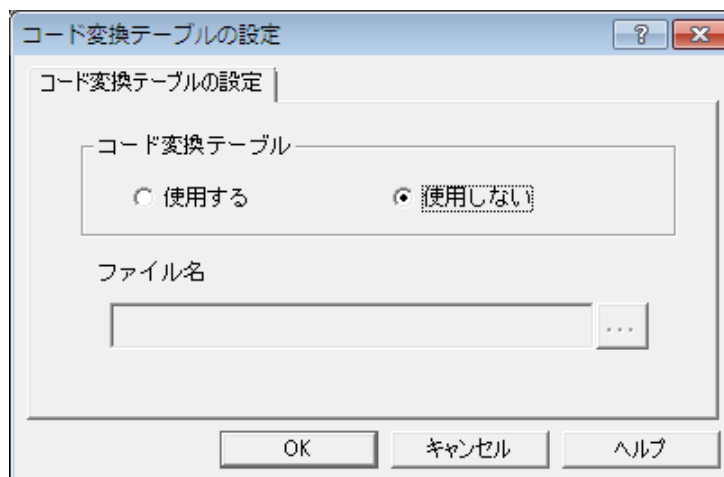 コード変換テーブルの設定
コード変換テーブルの設定
コード変換テーブル
使用する 使用しない
ファイル名
...
OK キャンセル ヘルプ